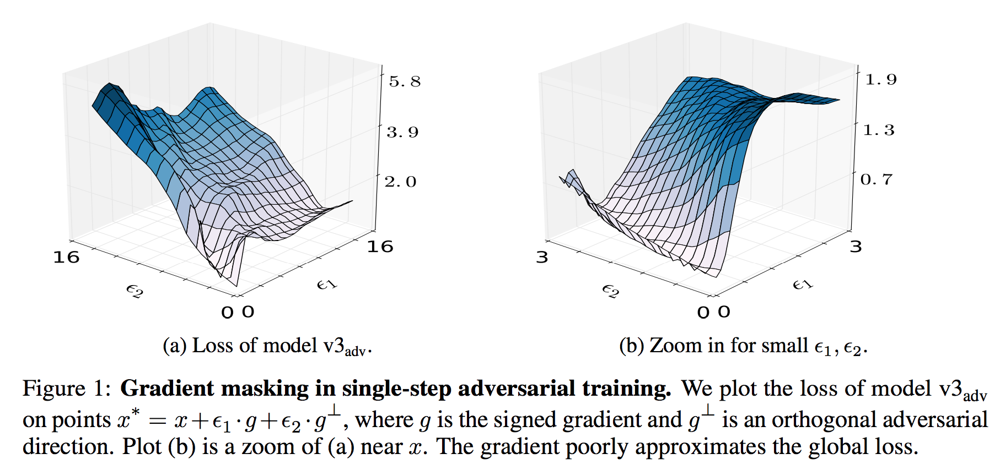 5.8
3.9
2.0
16
16
ϵ2
ϵ1
0 0
1.9
1.3
0.7
3
3
ϵ2
ϵ1
0 0
(a) Loss of model v3adv.
(b) Zoom in for small ϵ1, ϵ2.
Figure 1: Gradient masking in single-step adversarial training. We plot the loss of model v3adv
on points x* = x+ϵ1·g+ϵ2·g⊥, where g is the signed gradient and g⊥ is an orthogonal adversarial
direction. Plot (b) is a zoom of (a) near x. The gradient poorly approximates the global loss.